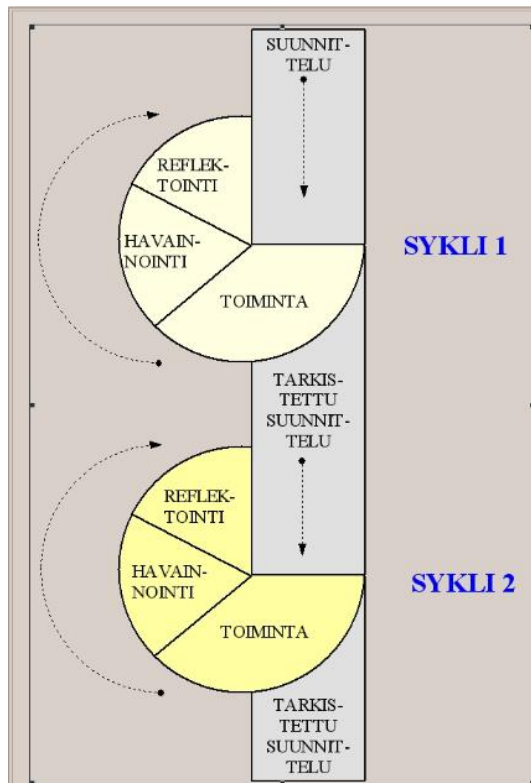 SUUNNIT-
TELU
REFLEK-
TOINTI
HAVAIN-
NOINTI
TOIMINTA
SYKLI 1
TARKIS-
TETTU
SUUNNIT-
TELU
REFLEK-
TOINTI
HAVAIN-
NOINTI
TOIMINTA
SYKLI 2
TARKIS-
TETTU
SUUNNIT-
TELU